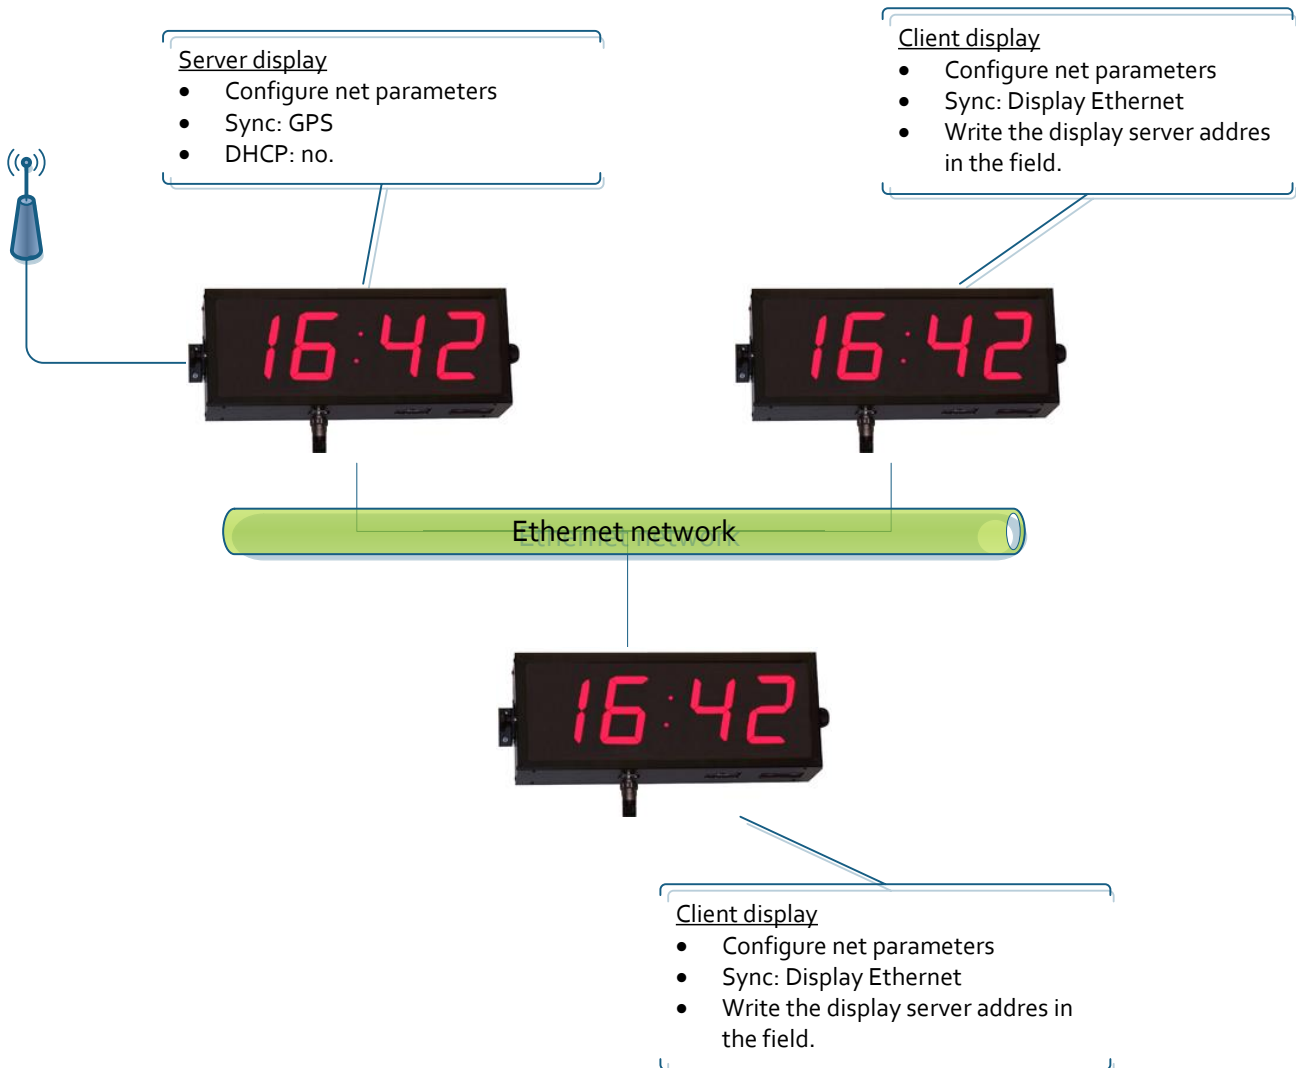 Server display
• Configure net parameters
• Sync: GPS
• DHCP: no.
Client display
• Configure net parameters
• Sync: Display Ethernet
• Write the display server addres
in the field.
16:42
16:42
Ethernet network
16:42
Client display
• Configure net parameters
• Sync: Display Ethernet
• Write the display server addres in
the field.